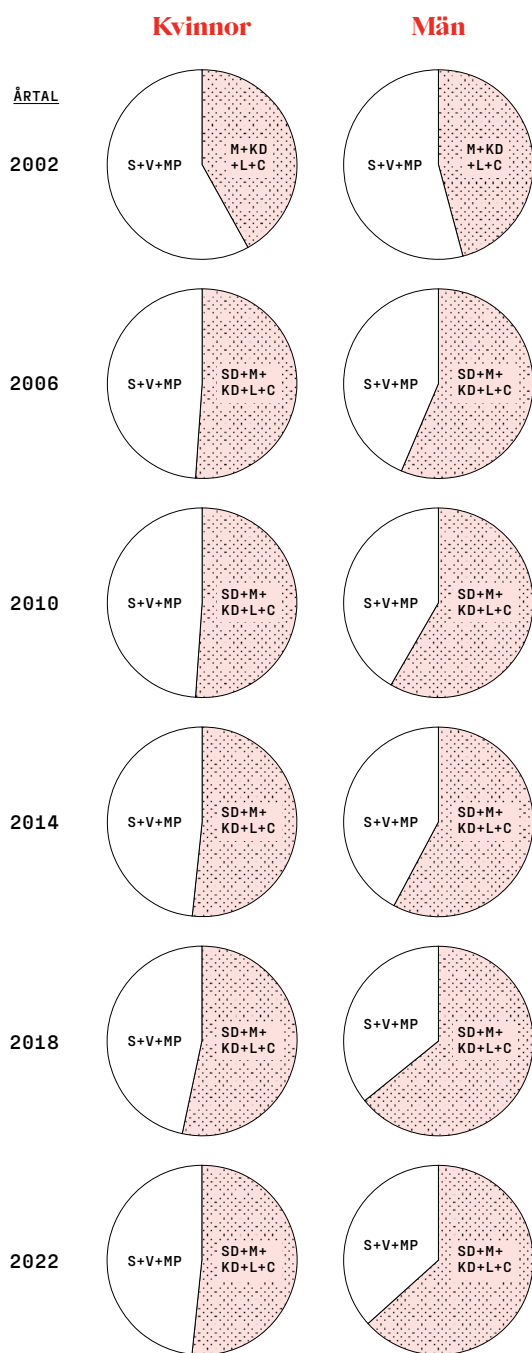 Kvinnor
Män
ÅRTAL
2002
S+V+MP
M+KD
+L+C
S+V+MP
M+KD
+L+C
2006
S+V+MP
SD+M+
KD+L+C
S+V+MP
SD+M+
KD+L+C
2010
S+V+MP
SD+M+
KD+L+C
S+V+MP
SD+M+
KD+L+C
2014
S+V+MP
SD+M+
KD+L+C
S+V+MP
SD+M+
KD+L+C
2018
S+V+MP
SD+M+
KD+L+C
S+V+MP
SD+M+
KD+L+C
2022
S+V+MP
SD+M+
KD+L+C
S+V+MP
SD+M+
KD+L+C